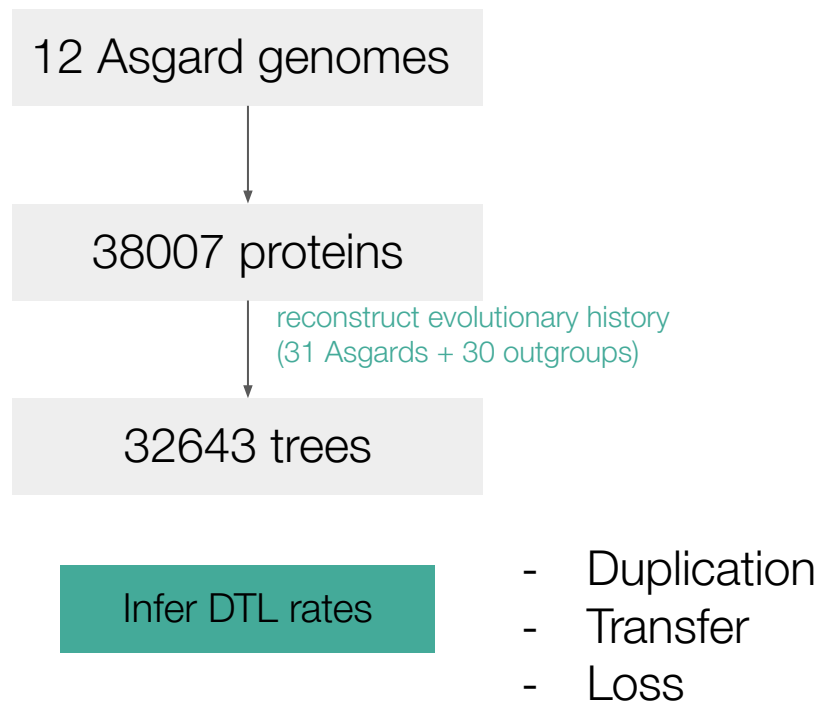 12 Asgard genomes
38007 proteins
reconstruct evolutionary history
(31 Asgards + 30 outgroups)
32643 trees
Infer DTL rates
- Duplication
- Transfer
- Loss